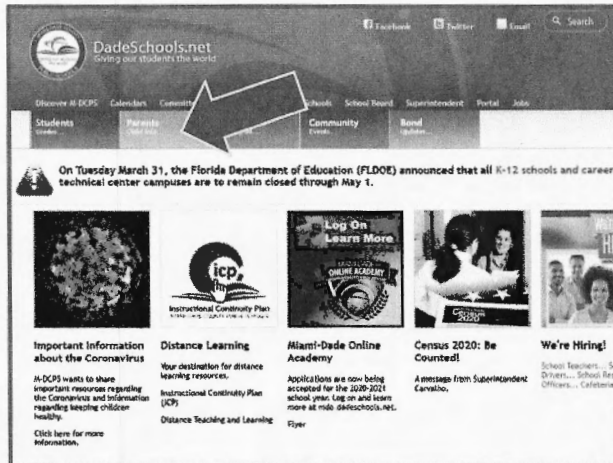 Facebook Twitter Email Search
DadeSchools.net
Giving our students the world
Discover M-DCPS Calendars Schools School Board Superintendent Portal Jobs
Students Parents Community Bond
Events... Updates...
On Tuesday March 31, the Florida Department of Education (FLDOE) announced that all K-12 schools and career
technical center campuses are to remain closed through May 1.
Log On
Learn More
icp
Instructional Continuity Plan
MIAMI-DADE
ONLINE ACADEMY
Census
2020
Important Information
about the Coronavirus
M-DCPS wants to share
important resources regarding
the Coronavirus and information
regarding keeping children
healthy.
Click here for more
information.
Distance Learning
Your destination for distance
learning resources.
Instructional Continuity Plan
(ICP)
Distance Teaching and Learning
Miami-Dade Online
Academy
Applications are now being
accepted for the 2020-2021
school year. Log on and learn
more at mdo.dadeschools.net.
Flyer
Census 2020: Be
Counted!
A message from Superintendent
Carvalho.
We're Hiring!
School Teachers... S
Drivers... School Res
Officers... Cafeteria